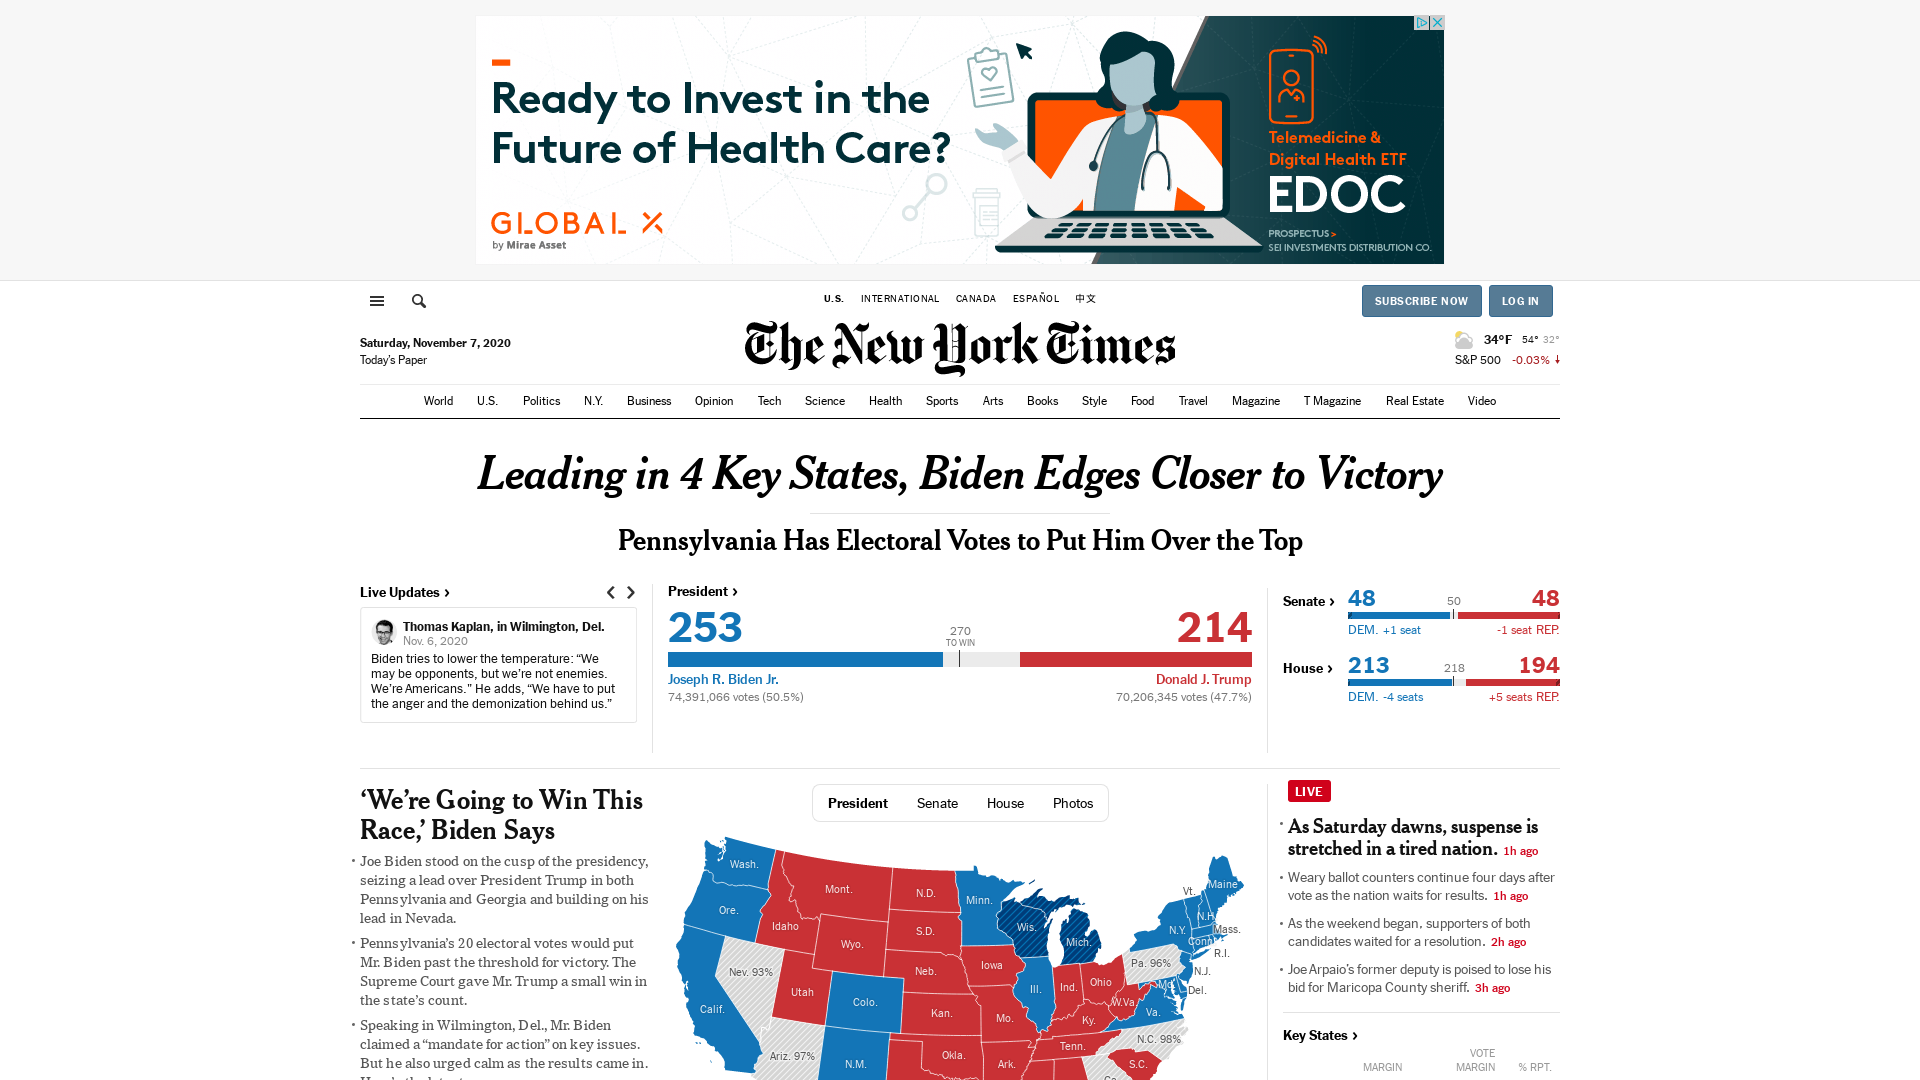 Ready to Invest in the
Future of Health Care?
GLOBAL X
by Mirae Asset
Telemedicine &
Digital Health ETF
EDOC
PROSPECTUS >
SEI INVESTMENTS DISTRIBUTION CO.
U.S. INTERNATIONAL CANADA ESPAÑOL 中文
SUBSCRIBE NOW LOG IN
Saturday, November 7, 2020
Today's Paper
The New York Times
34°F 54° 32°
S&P 500 -0.03%
World U.S. Politics N.Y. Business Opinion Tech Science Health Sports Arts Books Style Food Travel Magazine T Magazine Real Estate Video
Leading in 4 Key States, Biden Edges Closer to Victory
Pennsylvania Has Electoral Votes to Put Him Over the Top
Live Updates ›
Thomas Kaplan, in Wilmington, Del.
Nov. 6, 2020
Biden tries to lower the temperature: “We
may be opponents, but we’re not enemies.
We’re Americans.” He adds, “We have to put
the anger and the demonization behind us.”
President ›
253 214
270
TO WIN
Joseph R. Biden Jr. Donald J. Trump
74,391,066 votes (50.5%) 70,206,345 votes (47.7%)
Senate › 48 50 48
DEM. +1 seat -1 seat REP.
House › 213 218 194
DEM. -4 seats +5 seats REP.
‘We’re Going to Win This
Race,’ Biden Says
• Joe Biden stood on the cusp of the presidency,
seizing a lead over President Trump in both
Pennsylvania and Georgia and building on his
lead in Nevada.
• Pennsylvania’s 20 electoral votes would put
Mr. Biden past the threshold for victory. The
Supreme Court gave Mr. Trump a small win in
the state’s count.
• Speaking in Wilmington, Del., Mr. Biden
claimed a “mandate for action” on key issues.
But he also urged calm as the results came in.
President Senate House Photos
Wash.
Mont.
N.D.
Minn.
Maine
Vt.
Ore.
Idaho
S.D.
Wis.
N.H.
Mass.
N.Y.
Wyo.
Mich.
Conn.
R.I.
Neb.
Iowa
Pa. 96%
N.J.
Nev. 93%
Utah
Ill.
Ind.
Ohio
Md.
Del.
Colo.
W.Va.
Calif.
Kan.
Mo.
Ky.
Va.
N.C. 98%
Ariz. 97%
Okla.
Tenn.
N.M.
Ark.
S.C.
LIVE
• As Saturday dawns, suspense is
stretched in a tired nation. 1h ago
• Weary ballot counters continue four days after
vote as the nation waits for results. 1h ago
• As the weekend began, supporters of both
candidates waited for a resolution. 2h ago
• Joe Arpaio’s former deputy is poised to lose his
bid for Maricopa County sheriff. 3h ago
Key States ›
VOTE
MARGIN MARGIN % RPT.